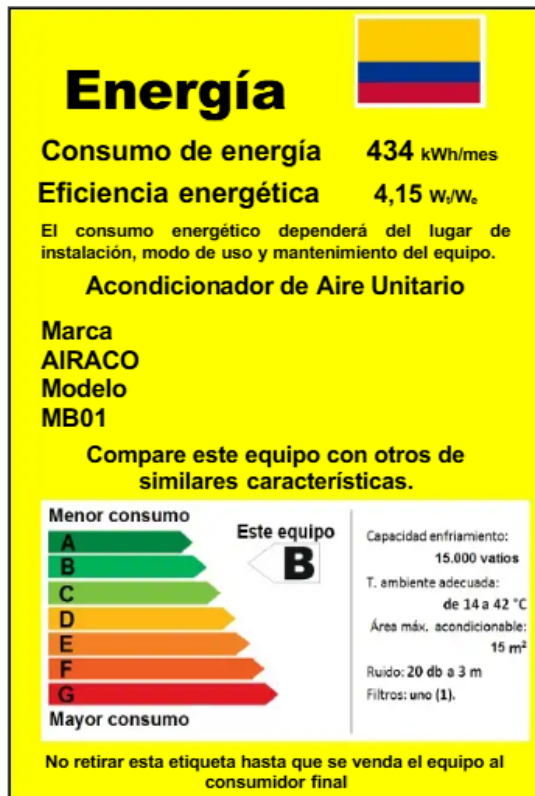 Energía
Consumo de energía 434 kWh/mes
Eficiencia energética 4,15 Wt/We
El consumo energético dependerá del lugar de
instalación, modo de uso y mantenimiento del equipo.
Acondicionador de Aire Unitario
Marca
AIRACO
Modelo
MB01
Compare este equipo con otros de
similares características.
Menor consumo
A
B
C
D
E
F
G
Mayor consumo
Este equipo
B
Capacidad enfriamiento:
15.000 vatios
T. ambiente adecuada:
de 14 a 42 °C
Área máx. acondicionable:
15 m²
Ruido: 20 db a 3 m
Filtros: uno (1).
No retirar esta etiqueta hasta que se venda el equipo al
consumidor final